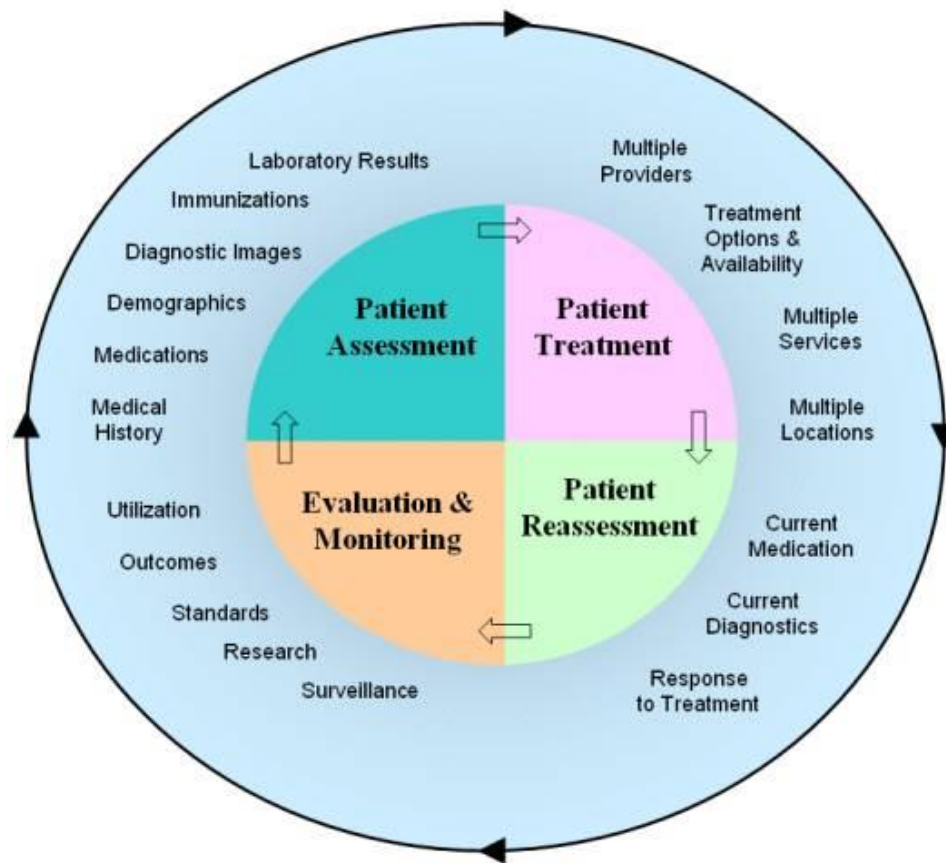 Laboratory Results
Immunizations
Diagnostic Images
Demographics
Medications
Medical
History
Multiple
Providers
Treatment
Options &
Availability
Multiple
Services
Multiple
Locations
Patient
Assessment
Patient
Treatment
Evaluation &
Monitoring
Patient
Reassessment
Utilization
Outcomes
Standards
Research
Surveillance
Current
Medication
Current
Diagnostics
Response
to Treatment